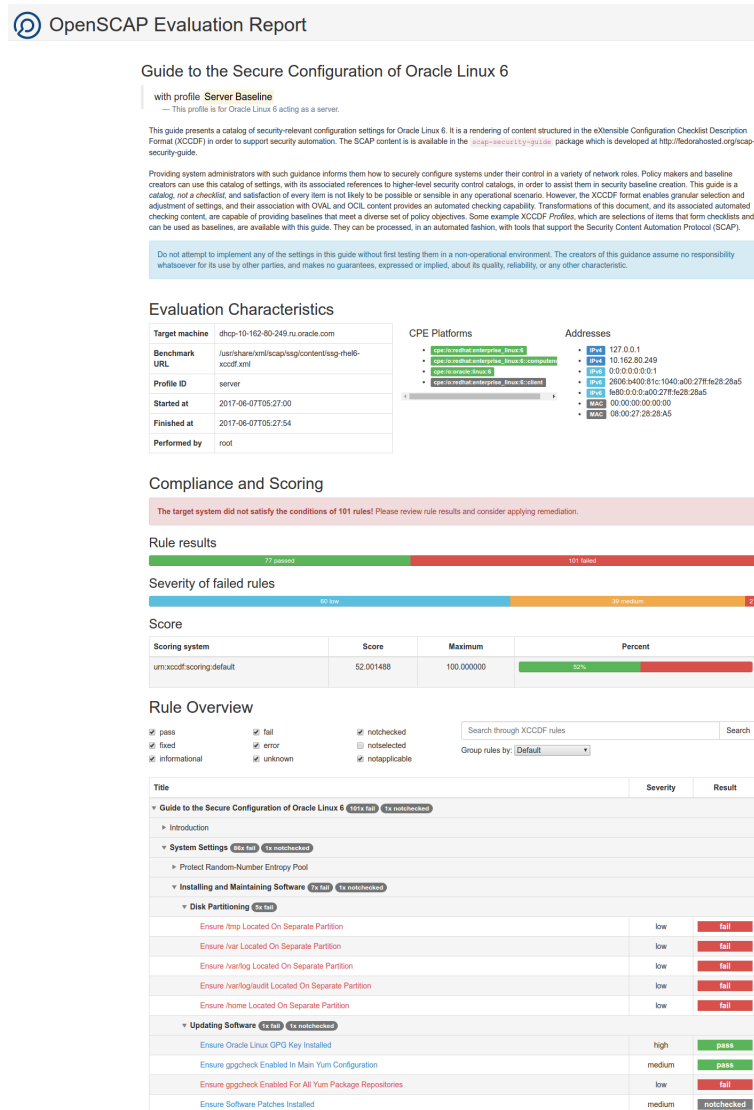 OpenSCAP Evaluation Report
Guide to the Secure Configuration of Oracle Linux 6
with profile Server Baseline
— This profile is for Oracle Linux 6 acting as a server.
This guide presents a catalog of security-relevant configuration settings for Oracle Linux 6. It is a rendering of content structured in the eXtensible Configuration Checklist Description
Format (XCCDF) in order to support security automation. The SCAP content is is available in the scap-security-guide package which is developed at http://fedorahosted.org/scap-
security-guide.
Providing system administrators with such guidance informs them how to securely configure systems under their control in a variety of network roles. Policy makers and baseline
creators can use this catalog of settings, with its associated references to higher-level security control catalogs, in order to assist them in security baseline creation. This guide is a
catalog, not a checklist, and satisfaction of every item is not likely to be possible or sensible in any operational scenario. However, the XCCDF format enables granular selection and
adjustment of settings, and their association with OVAL and OCIL content provides an automated checking capability. Transformations of this document, and its associated automated
checking content, are capable of providing baselines that meet a diverse set of policy objectives. Some example XCCDF Profiles, which are selections of items that form checklists and
can be used as baselines, are available with this guide. They can be processed, in an automated fashion, with tools that support the Security Content Automation Protocol (SCAP).
Do not attempt to implement any of the settings in this guide without first testing them in a non-operational environment. The creators of this guidance assume no responsibility
whatsoever for its use by other parties, and makes no guarantees, expressed or implied, about its quality, reliability, or any other characteristic.
Evaluation Characteristics
Target machine dhcp-10-162-80-249.ru.oracle.com
Benchmark URL /usr/share/xml/scap/ssg/content/ssg-rhel6-xccdf.xml
Profile ID server
Started at 2017-06-07T05:27:00
Finished at 2017-06-07T05:27:54
Performed by root
CPE Platforms
cpe:/o:redhat:enterprise_linux:6
cpe:/o:redhat:enterprise_linux:6::computenode
cpe:/o:oracle:linux:6
cpe:/o:redhat:enterprise_linux:6::client
Addresses
IPv4 127.0.0.1
IPv4 10.162.80.249
IPv6 0:0:0:0:0:0:0:1
IPv6 2606:b400:81c:1040:a00:27ff:fe28:28a5
IPv6 fe80:0:0:0:a00:27ff:fe28:28a5
MAC 00:00:00:00:00:00
MAC 08:00:27:28:28:A5
Compliance and Scoring
The target system did not satisfy the conditions of 101 rules! Please review rule results and consider applying remediation.
Rule results
77 passed 101 failed
Severity of failed rules
60 low 39 medium 2
Score
Scoring system Score Maximum Percent
urn:xccdf:scoring:default 52.001488 100.000000 52%
Rule Overview
pass fail notchecked
fixed error notselected
informational unknown notapplicable
Search through XCCDF rules Search
Group rules by: Default
Title Severity Result
Guide to the Secure Configuration of Oracle Linux 6 101x fail 1x notchecked
Introduction
System Settings 86x fail 1x notchecked
Protect Random-Number Entropy Pool
Installing and Maintaining Software 7x fail 1x notchecked
Disk Partitioning 5x fail
Ensure /tmp Located On Separate Partition low fail
Ensure /var Located On Separate Partition low fail
Ensure /var/log Located On Separate Partition low fail
Ensure /var/log/audit Located On Separate Partition low fail
Ensure /home Located On Separate Partition low fail
Updating Software 1x fail 1x notchecked
Ensure Oracle Linux GPG Key Installed high pass
Ensure gpgcheck Enabled In Main Yum Configuration medium pass
Ensure gpgcheck Enabled For All Yum Package Repositories low fail
Ensure Software Patches Installed medium notchecked